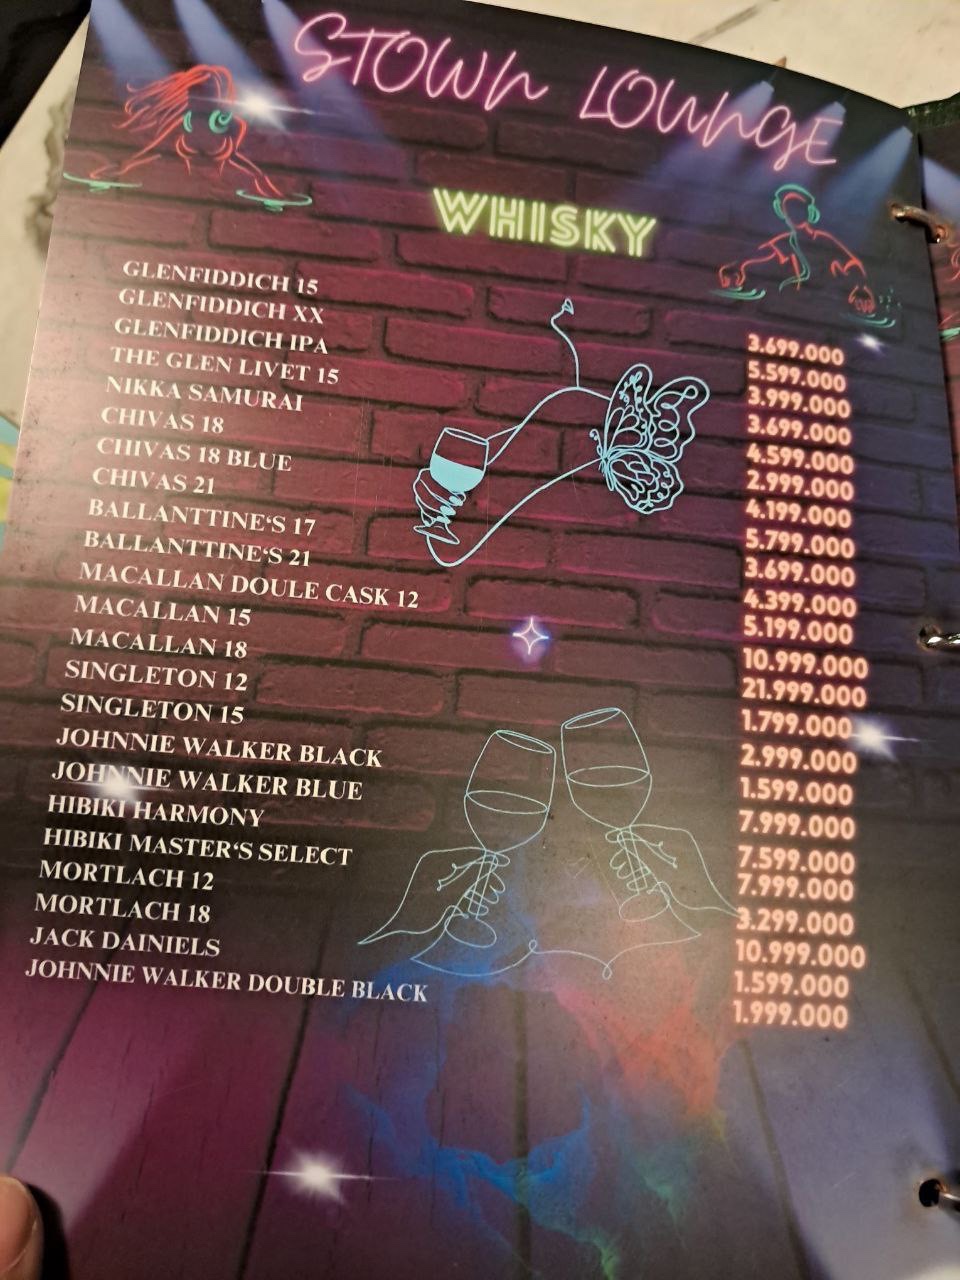 STOWN LOUNGE
WHISKY
GLENFIDDICH 15 3.699.000
GLENFIDDICH XX 5.599.000
GLENFIDDICH IPA 3.999.000
THE GLEN LIVET 15 3.699.000
NIKKA SAMURAI 4.599.000
CHIVAS 18 2.999.000
CHIVAS 18 BLUE 4.199.000
CHIVAS 21 5.799.000
BALLANTTINE'S 17 3.699.000
BALLANTTINE'S 21 4.399.000
MACALLAN DOULE CASK 12 5.199.000
MACALLAN 15 10.999.000
MACALLAN 18 21.999.000
SINGLETON 12 1.799.000
SINGLETON 15 2.999.000
JOHNNIE WALKER BLACK 1.599.000
JOHNNIE WALKER BLUE 7.999.000
HIBIKI HARMONY 7.599.000
HIBIKI MASTER'S SELECT 7.999.000
MORTLACH 12 3.299.000
MORTLACH 18 10.999.000
JACK DAINIELS 1.599.000
JOHNNIE WALKER DOUBLE BLACK 1.999.000